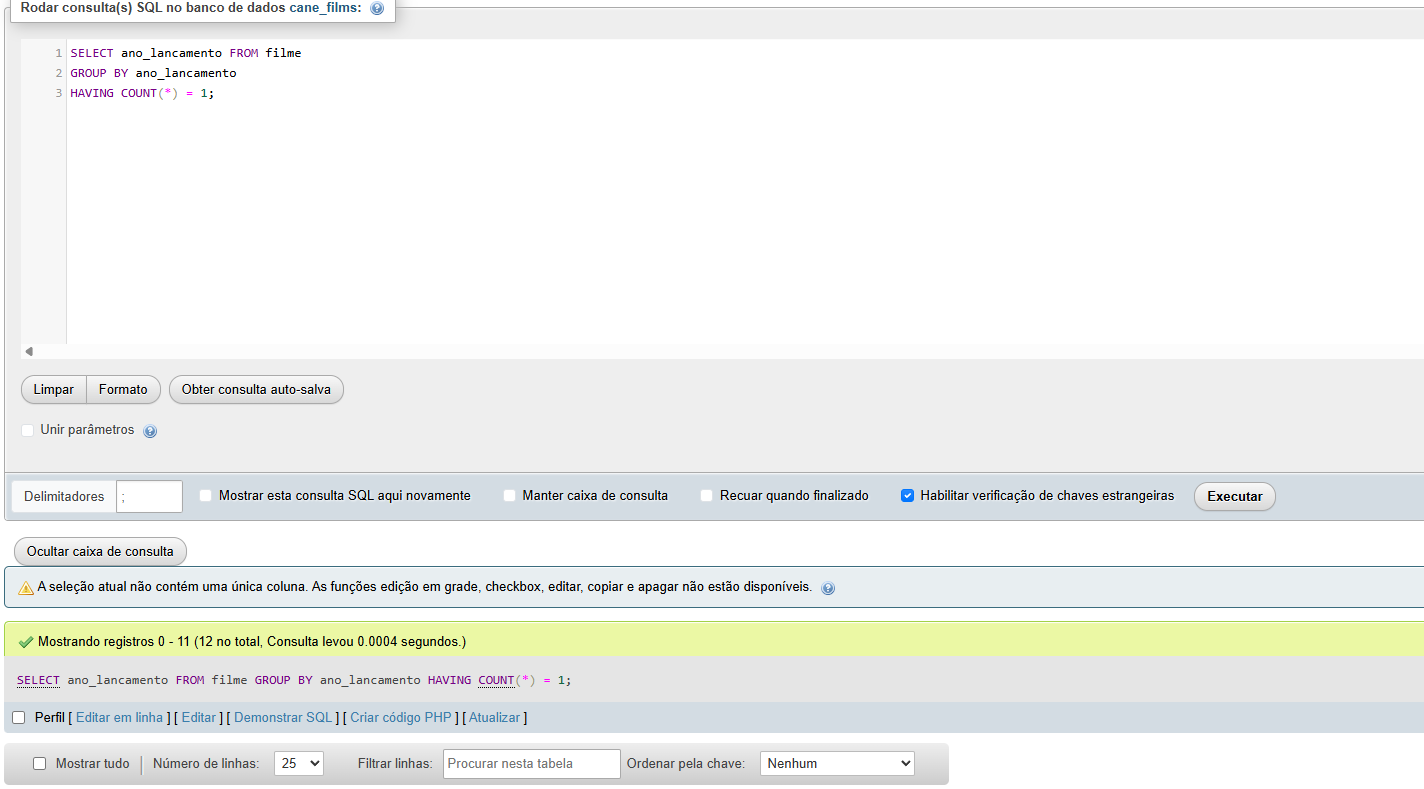 Rodar consulta(s) SQL no banco de dados cane_films:
1 SELECT ano_lancamento FROM filme
2 GROUP BY ano_lancamento
3 HAVING COUNT(*) = 1;
Limpar Formato Obter consulta auto-salva
Unir parâmetros
Delimitadores ; Mostrar esta consulta SQL aqui novamente Manter caixa de consulta Recuar quando finalizado Habilitar verificação de chaves estrangeiras Executar
Ocultar caixa de consulta
A seleção atual não contém uma única coluna. As funções edição em grade, checkbox, editar, copiar e apagar não estão disponíveis.
Mostrando registros 0 - 11 (12 no total, Consulta levou 0.0004 segundos.)
SELECT ano_lancamento FROM filme GROUP BY ano_lancamento HAVING COUNT(*) = 1;
Perfil [ Editar em linha ] [ Editar ] [ Demonstrar SQL ] [ Criar código PHP ] [ Atualizar ]
Mostrar tudo Número de linhas: 25 Filtrar linhas: Procurar nesta tabela Ordenar pela chave: Nenhum